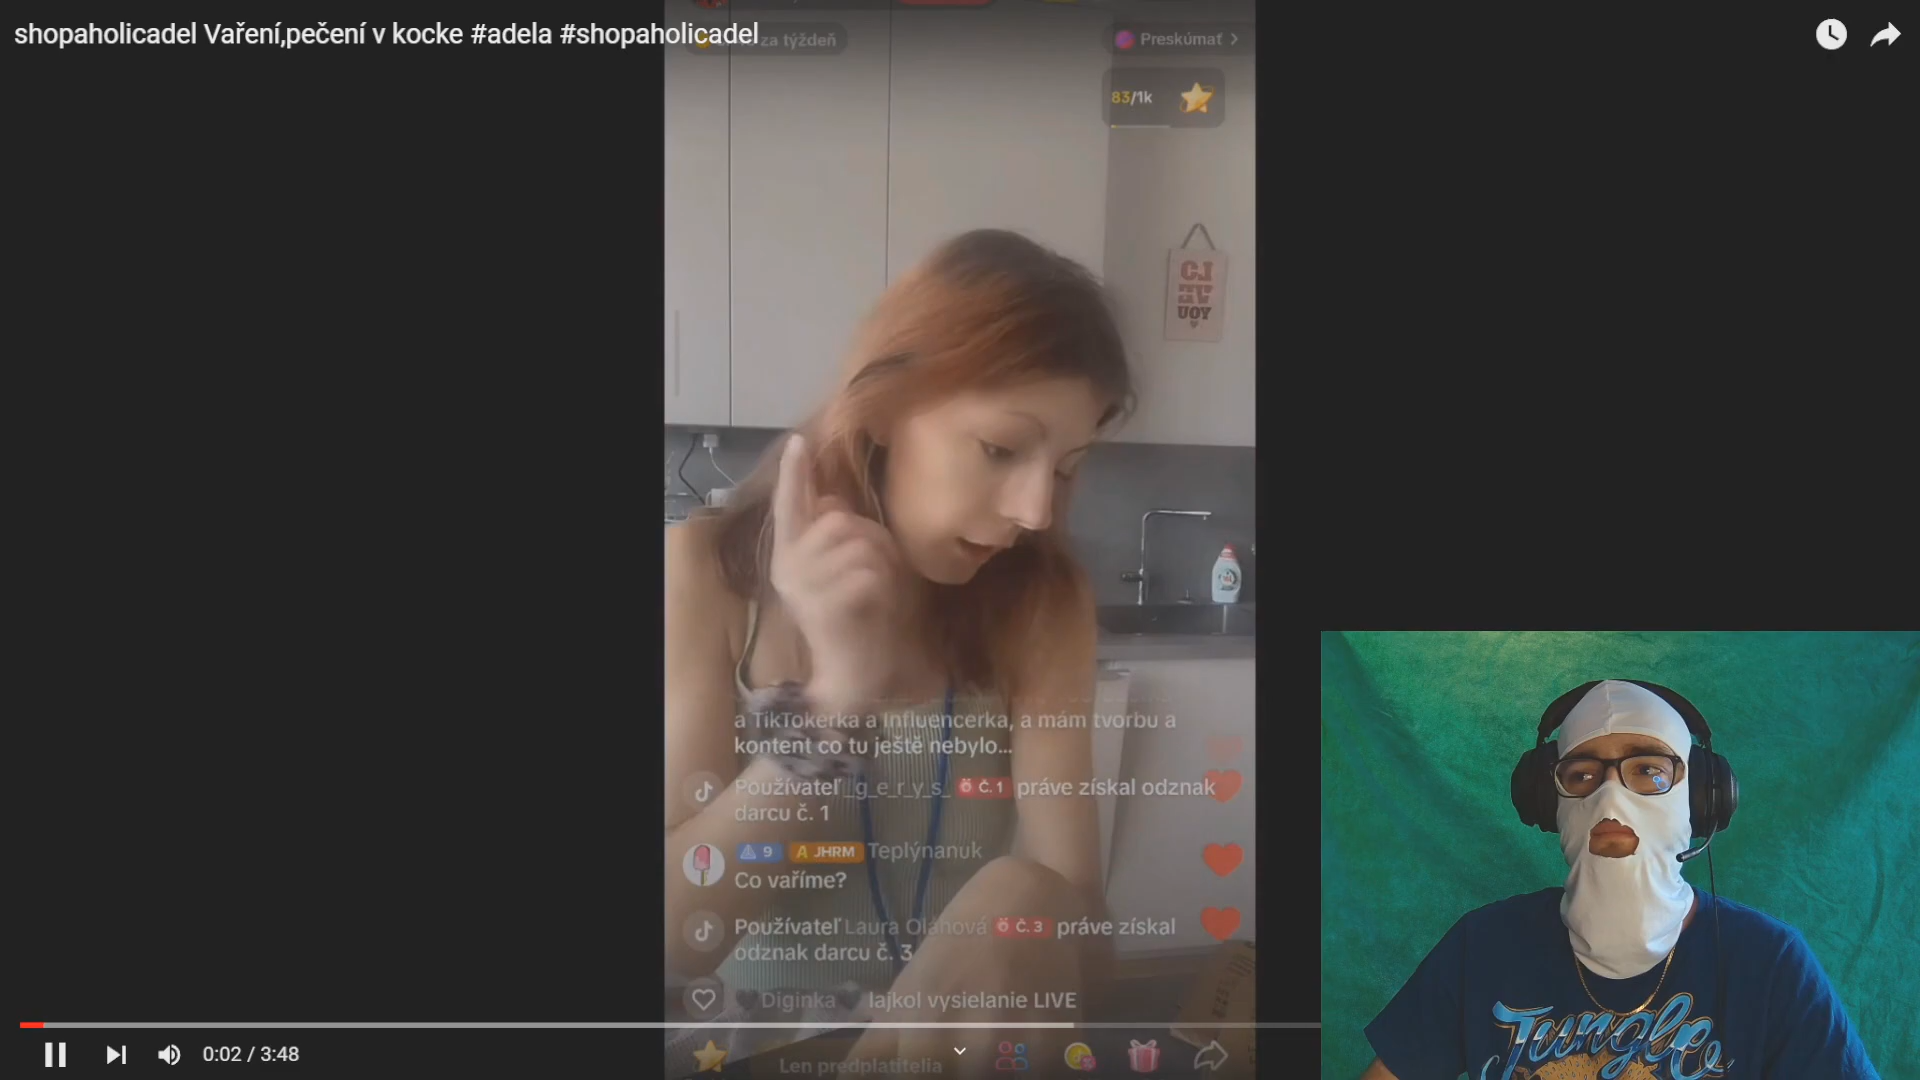 shopaholicadel Vaření,pečení v kocke #adela #shopaholicadel
za týždeň
Preskúmať >
83/1k
a TikTokerka a Influencerka, a mám tvorbu a
kontent co tu ještě nebylo...
Používateľ _g_e_r_y_s_ Č. 1 práve získal odznak
darcu č. 1
9 A JHRM Teplýnanuk
Co vaříme?
Používateľ Laura Oláhová Č. 3 práve získal
odznak darcu č. 3
Diginka lajkol vysielanie LIVE
Len predplatitelia
0:02 / 3:48
Jungle